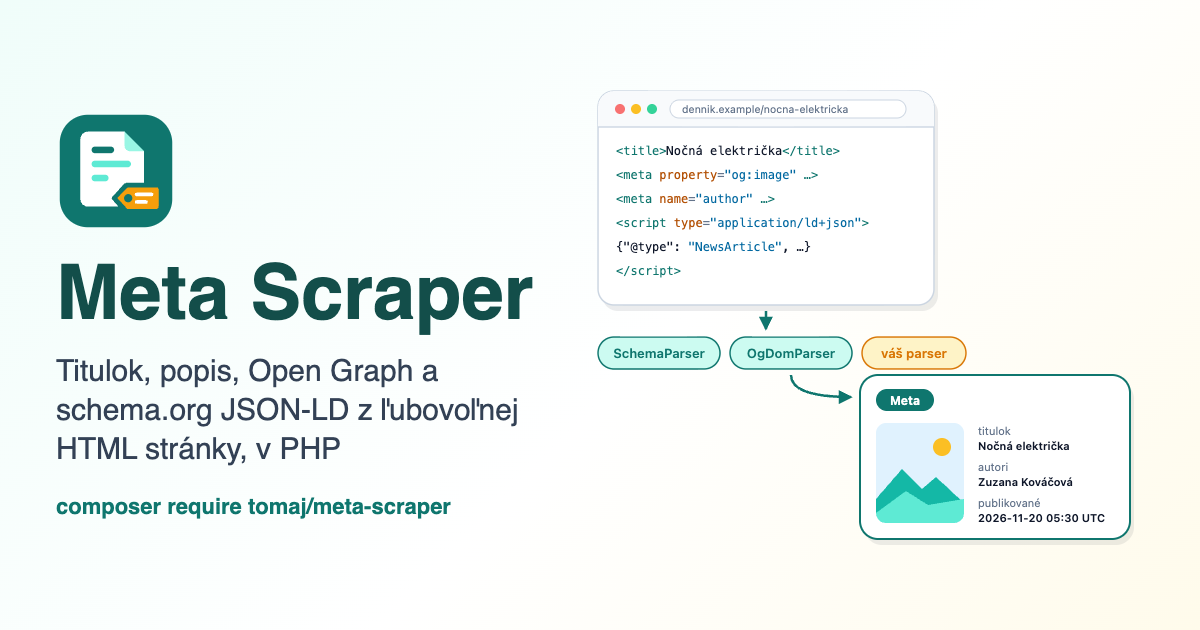 Meta Scraper
Titulok, popis, Open Graph a
schema.org JSON-LD z ľubovoľnej
HTML stránky, v PHP
composer require tomaj/meta-scraper
dennik.example/nocna-elektricka
<title>Nočná električka</title>
<meta property="og:image" …>
<meta name="author" …>
<script type="application/ld+json">
{"@type": "NewsArticle", …}
</script>
SchemaParser
OgDomParser
váš parser
Meta
titulok
Nočná električka
autori
Zuzana Kováčová
publikované
2026-11-20 05:30 UTC